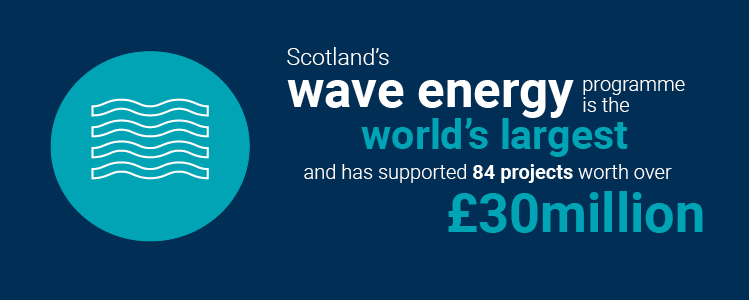 Scotland's
wave energy programme
is the
world's largest
and has supported 84 projects worth over
£30million